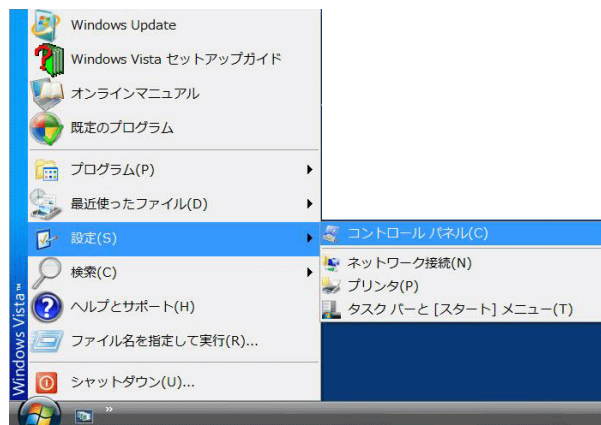 Windows Update
Windows Vista セットアップガイド
オンラインマニュアル
既定のプログラム
プログラム(P)
最近使ったファイル(D)
設定(S)
検索(C)
ヘルプとサポート(H)
ファイル名を指定して実行(R)...
シャットダウン(U)...
コントロール パネル(C)
ネットワーク接続(N)
プリンタ(P)
タスク バーと [スタート] メニュー(T)
Windows Vista™
»